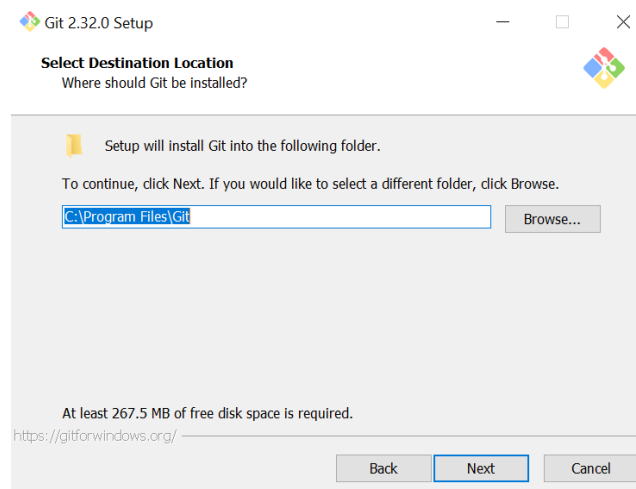 Git 2.32.0 Setup
Select Destination Location
Where should Git be installed?
Setup will install Git into the following folder.
To continue, click Next. If you would like to select a different folder, click Browse.
C:\Program Files\Git
Browse...
At least 267.5 MB of free disk space is required.
https://gitforwindows.org/
Back
Next
Cancel